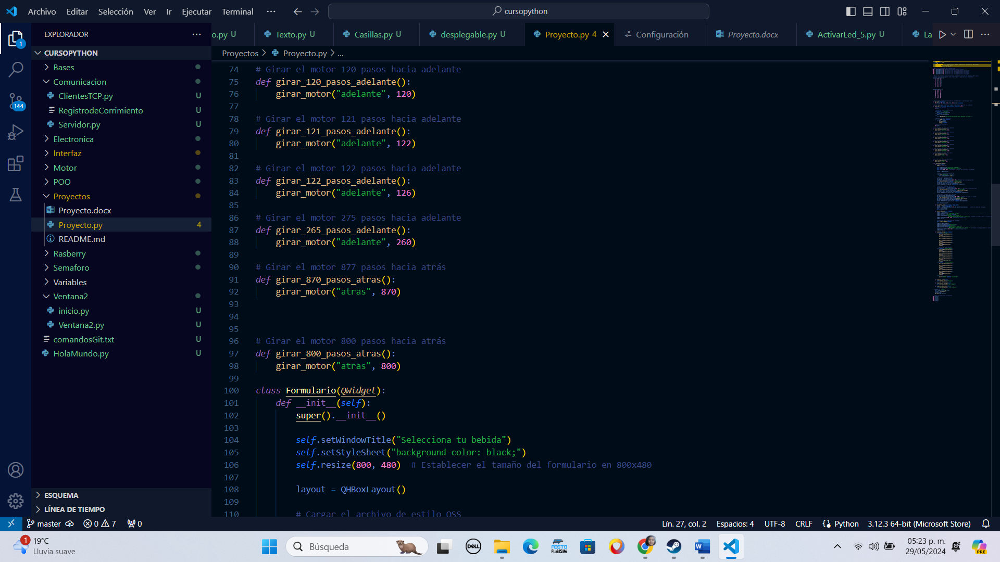 Archivo Editar Selección Ver Ir Ejecutar Terminal ··· cursopython
EXPLORADOR ···
o.py U Texto.py U Casillas.py U desplegable.py U Proyecto.py 4 Configuración Proyecto.docx ActivarLed_5.py U La ···
CURSOPYTHON
Proyectos > Proyecto.py > ...
1
Bases
Comunicacion
ClientesTCP.py U
144
RegistrodeCorrimiento U
Servidor.py U
Electronica
Interfaz
Motor
POO
Proyectos
Proyecto.docx
Proyecto.py 4
README.md
Rasberry
Semaforo
Variables
Ventana2
inicio.py U
Ventana2.py U
comandosGit.txt U
HolaMundo.py U
ESQUEMA
LÍNEA DE TIEMPO
74 # Girar el motor 120 pasos hacia adelante
75 def girar_120_pasos_adelante():
76 girar_motor("adelante", 120)
77
78 # Girar el motor 121 pasos hacia adelante
79 def girar_121_pasos_adelante():
80 girar_motor("adelante", 122)
81
82 # Girar el motor 122 pasos hacia adelante
83 def girar_122_pasos_adelante():
84 girar_motor("adelante", 126)
85
86 # Girar el motor 275 pasos hacia adelante
87 def girar_265_pasos_adelante():
88 girar_motor("adelante", 260)
89
90 # Girar el motor 877 pasos hacia atrás
91 def girar_870_pasos_atras():
92 girar_motor("atras", 870)
93
94
95
96 # Girar el motor 800 pasos hacia atrás
97 def girar_800_pasos_atras():
98 girar_motor("atras", 800)
99
100 class Formulario(QWidget):
101 def __init__(self):
102 super().__init__()
103
104 self.setWindowTitle("Selecciona tu bebida")
105 self.setStyleSheet("background-color: black;")
106 self.resize(800, 480) # Establecer el tamaño del formulario en 800x480
107
108 layout = QHBoxLayout()
109
110 # Cargar el archivo de estilo QSS
master 0 7 0 Lín. 27, col. 2 Espacios: 4 UTF-8 CRLF Python 3.12.3 64-bit (Microsoft Store)
1 19°C
Lluvia suave
Búsqueda
DELL
FESTO
FluidSIM
W
05:23 p. m.
29/05/2024
PRE